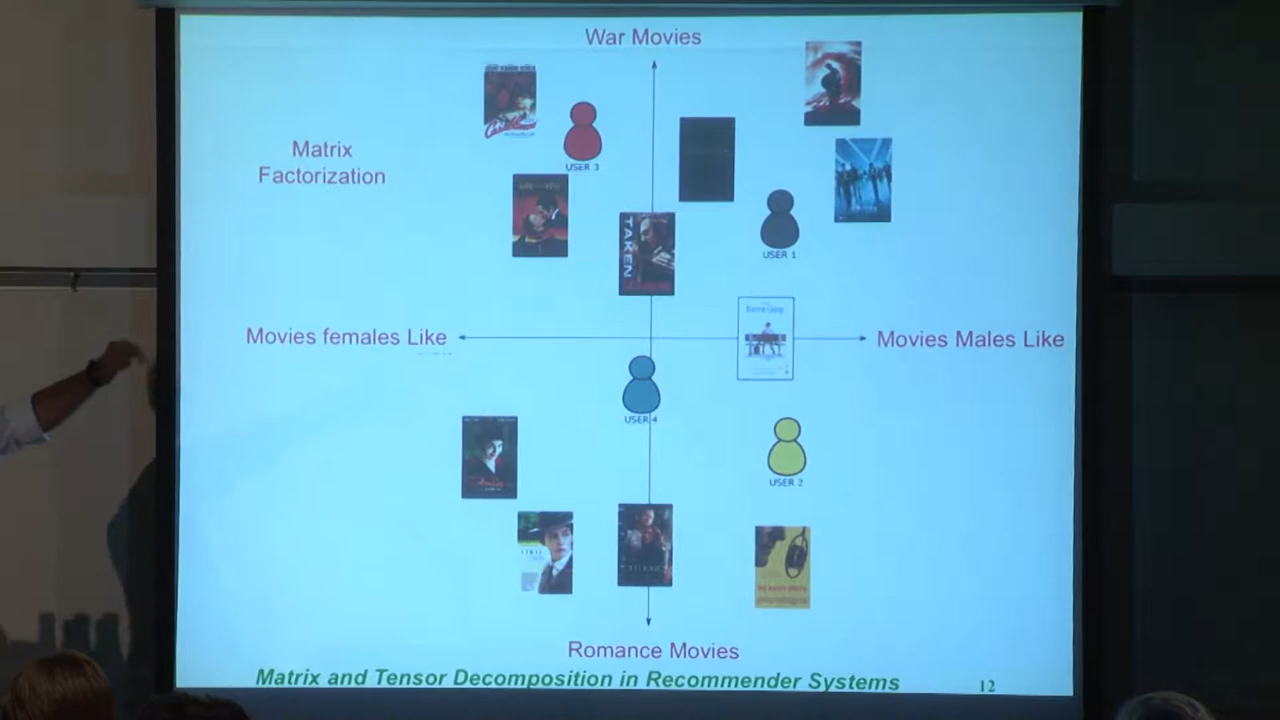 War Movies
Matrix
Factorization
USER 3
TAKEN
USER 1
Movies females Like
Movies Males Like
USER 4
USER 2
Romance Movies
Matrix and Tensor Decomposition in Recommender Systems
12